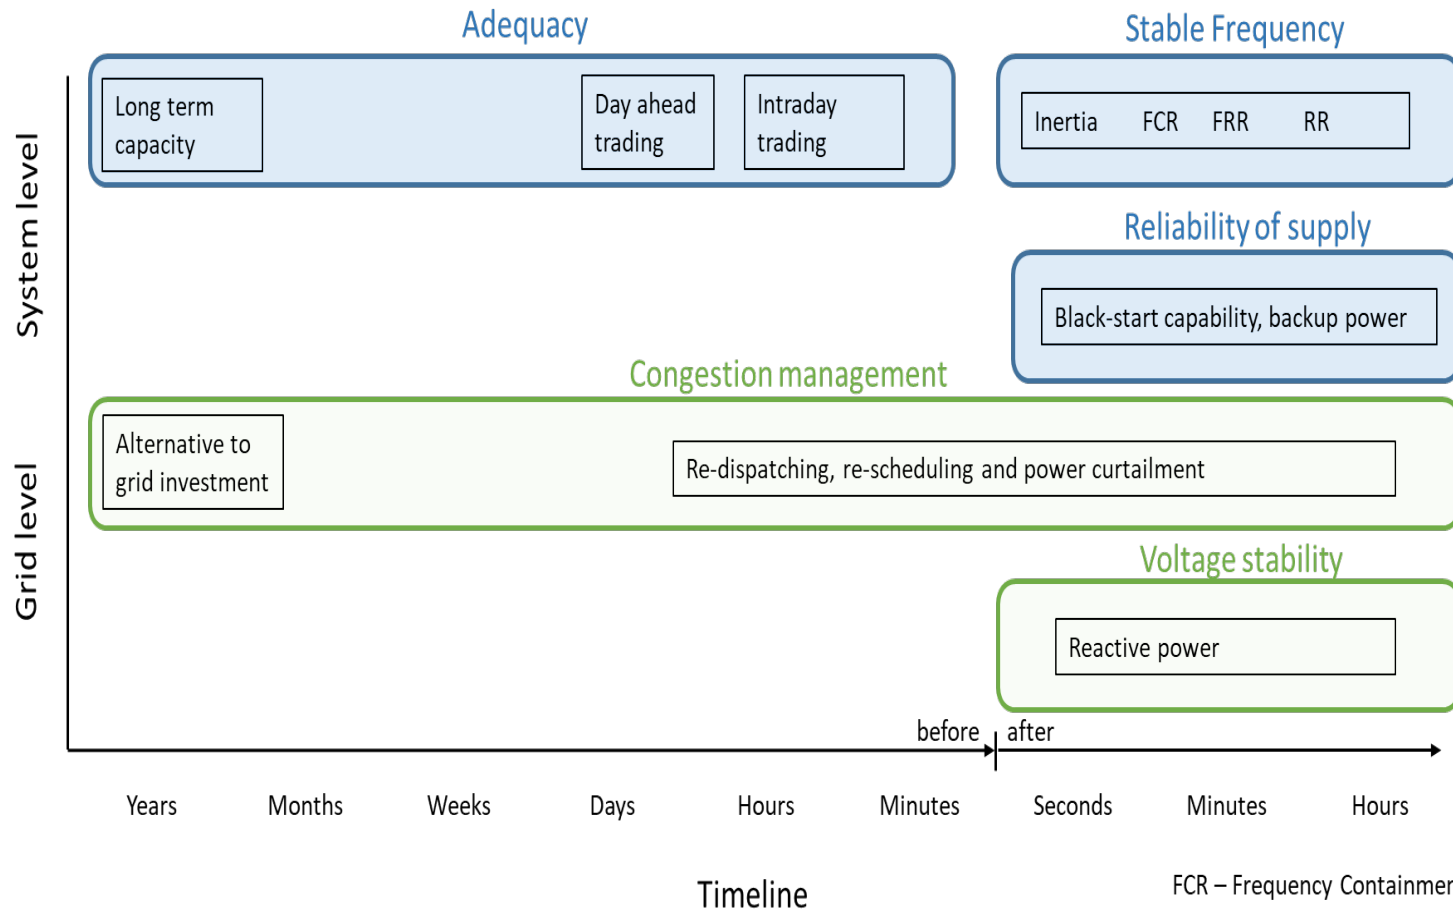 Adequacy
Stable Frequency
Long term
capacity
Day ahead
trading
Intraday
trading
Inertia FCR FRR RR
System level
Reliability of supply
Black-start capability, backup power
Congestion management
Alternative to
grid investment
Re-dispatching, re-scheduling and power curtailment
Grid level
Voltage stability
Reactive power
before after
Years Months Weeks Days Hours Minutes Seconds Minutes Hours
Timeline
FCR – Frequency